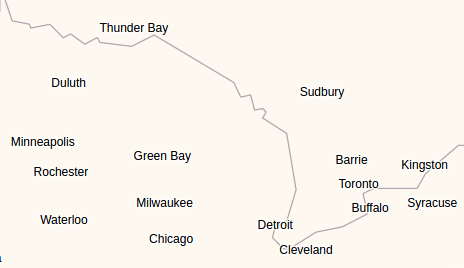 Thunder Bay
Duluth
Sudbury
Minneapolis
Green Bay
Barrie
Kingston
Rochester
Toronto
Milwaukee
Buffalo
Syracuse
Waterloo
Detroit
Chicago
Cleveland